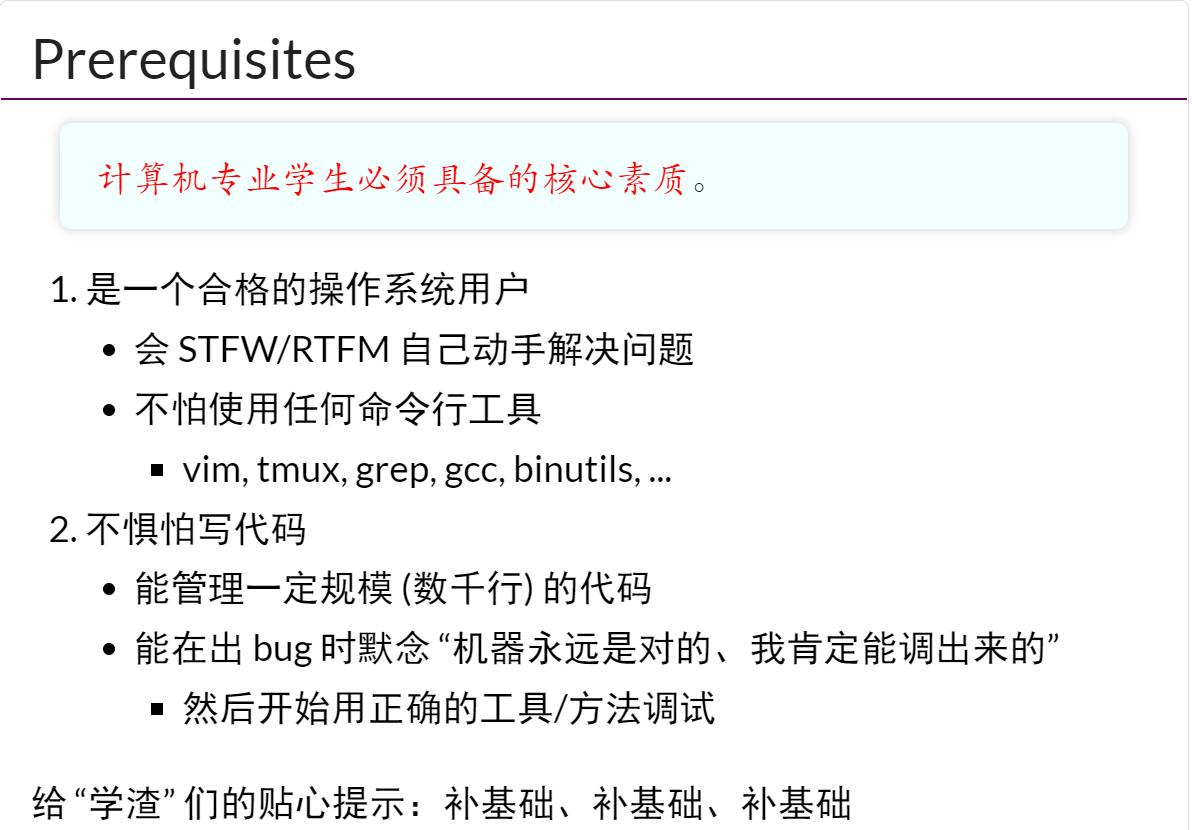 Prerequisites
计算机专业学生必须具备的核心素质。
1. 是一个合格的操作系统用户
• 会 STFW/RTFM 自己动手解决问题
• 不怕使用任何命令行工具
▪ vim, tmux, grep, gcc, binutils, ...
2. 不惧怕写代码
• 能管理一定规模 (数千行) 的代码
• 能在出 bug 时默念 “机器永远是对的、我肯定能调出来的”
▪ 然后开始用正确的工具/方法调试
给 “学渣” 们的贴心提示：补基础、补基础、补基础